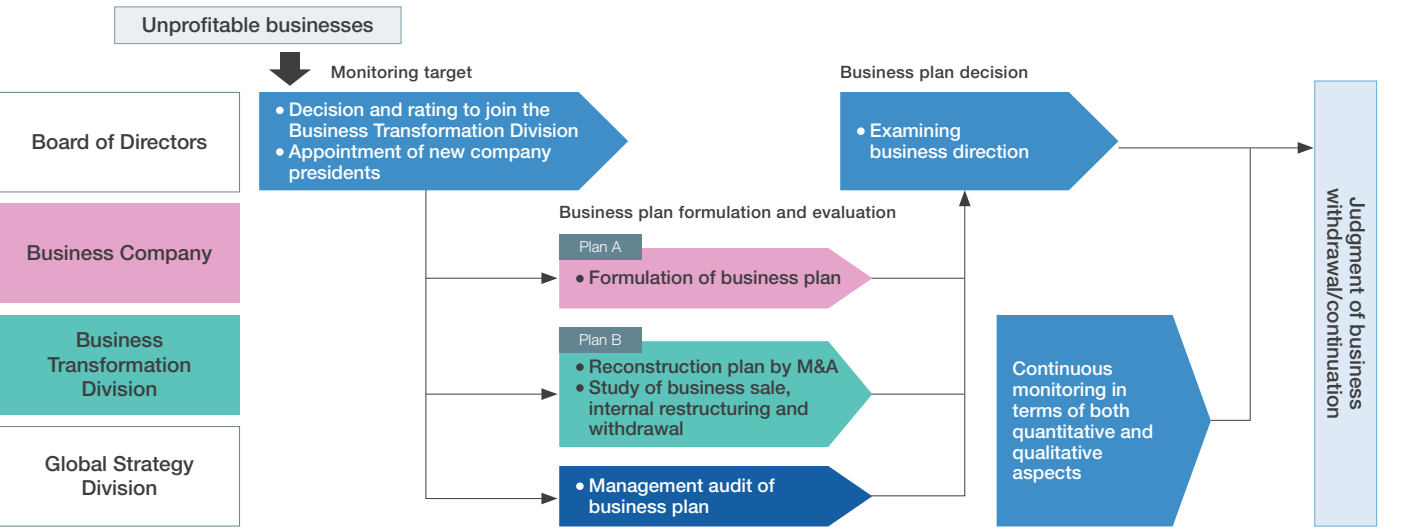 Unprofitable businesses
Monitoring target
Business plan decision
Board of Directors
• Decision and rating to join the
Business Transformation Division
• Appointment of new company
presidents
• Examining
business direction
Judgment of business
withdrawal/continuation
Business plan formulation and evaluation
Business Company
Plan A
• Formulation of business plan
Business
Transformation
Division
Plan B
• Reconstruction plan by M&A
• Study of business sale,
internal restructuring and
withdrawal
Continuous
monitoring in
terms of both
quantitative and
qualitative
aspects
Global Strategy
Division
• Management audit of
business plan